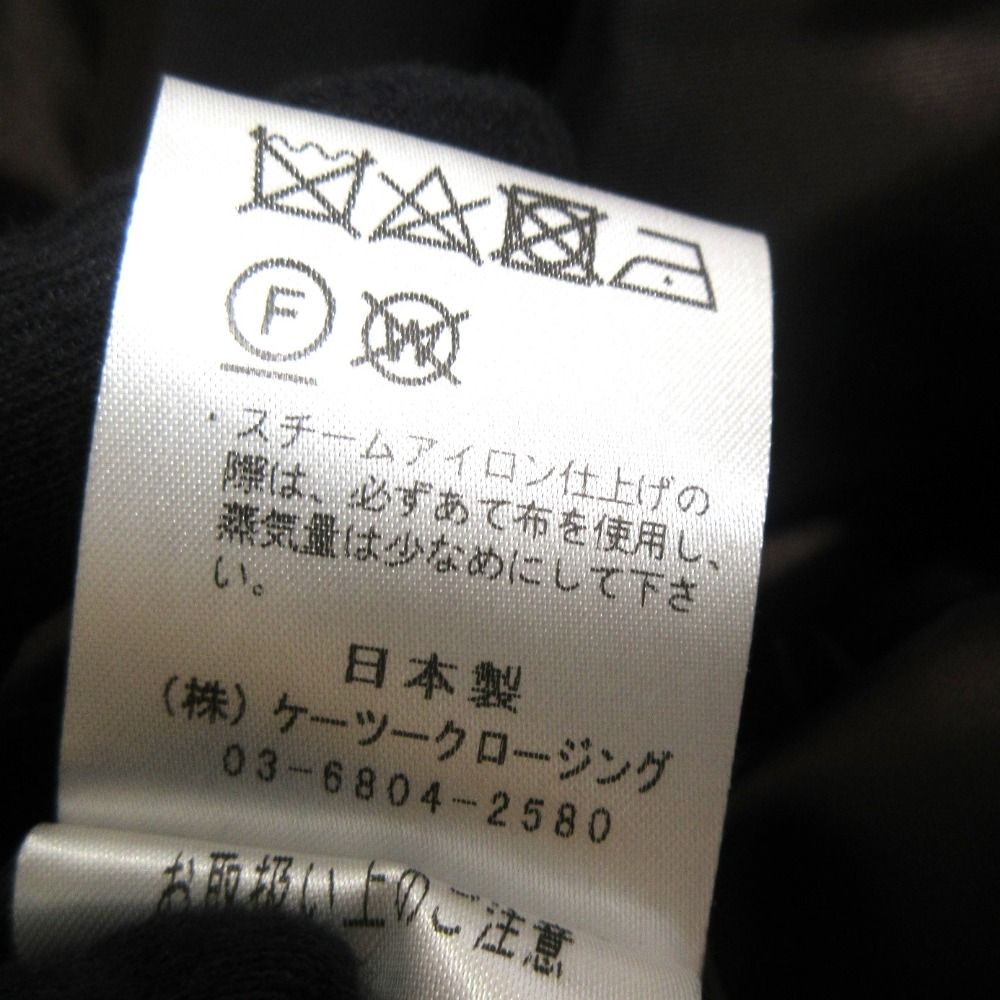 F W
・スチームアイロン仕上げの
際は、必ずあて布を使用し、
蒸気量は少なめにして下さ
い。
日本製
(株)ケーツークロージング
03-6804-2580
お取扱い上のご注意